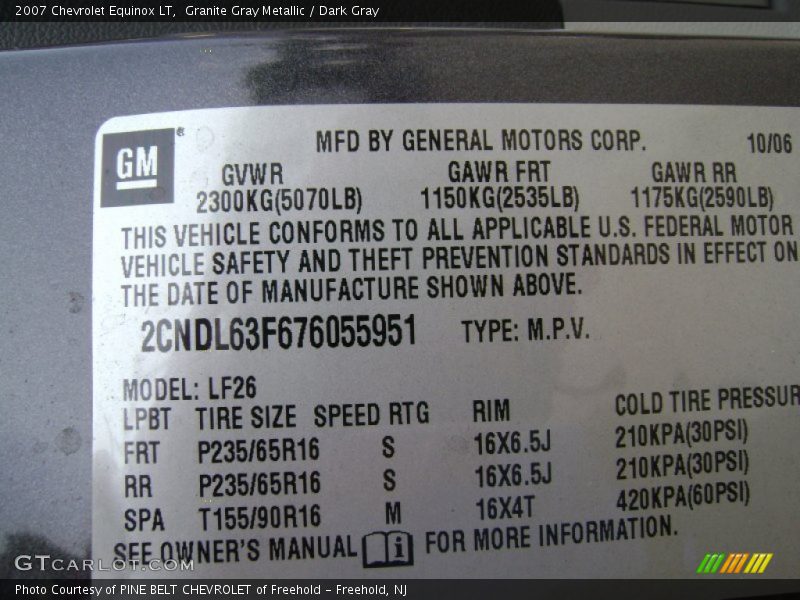 2007 Chevrolet Equinox LT,  Granite Gray Metallic / Dark Gray
GM®
MFD BY GENERAL MOTORS CORP. 10/06
GVWR GAWR FRT GAWR RR
2300KG(5070LB) 1150KG(2535LB) 1175KG(2590LB)
THIS VEHICLE CONFORMS TO ALL APPLICABLE U.S. FEDERAL MOTOR
VEHICLE SAFETY AND THEFT PREVENTION STANDARDS IN EFFECT ON
THE DATE OF MANUFACTURE SHOWN ABOVE.
2CNDL63F676055951 TYPE: M.P.V.
MODEL: LF26
LPBT TIRE SIZE SPEED RTG RIM COLD TIRE PRESSUR
FRT P235/65R16 S 16X6.5J 210KPA(30PSI)
RR P235/65R16 S 16X6.5J 210KPA(30PSI)
SPA T155/90R16 M 16X4T 420KPA(60PSI)
SEE OWNER'S MANUAL i FOR MORE INFORMATION.
GTCARLOT.COM
Photo Courtesy of PINE BELT CHEVROLET of Freehold - Freehold, NJ